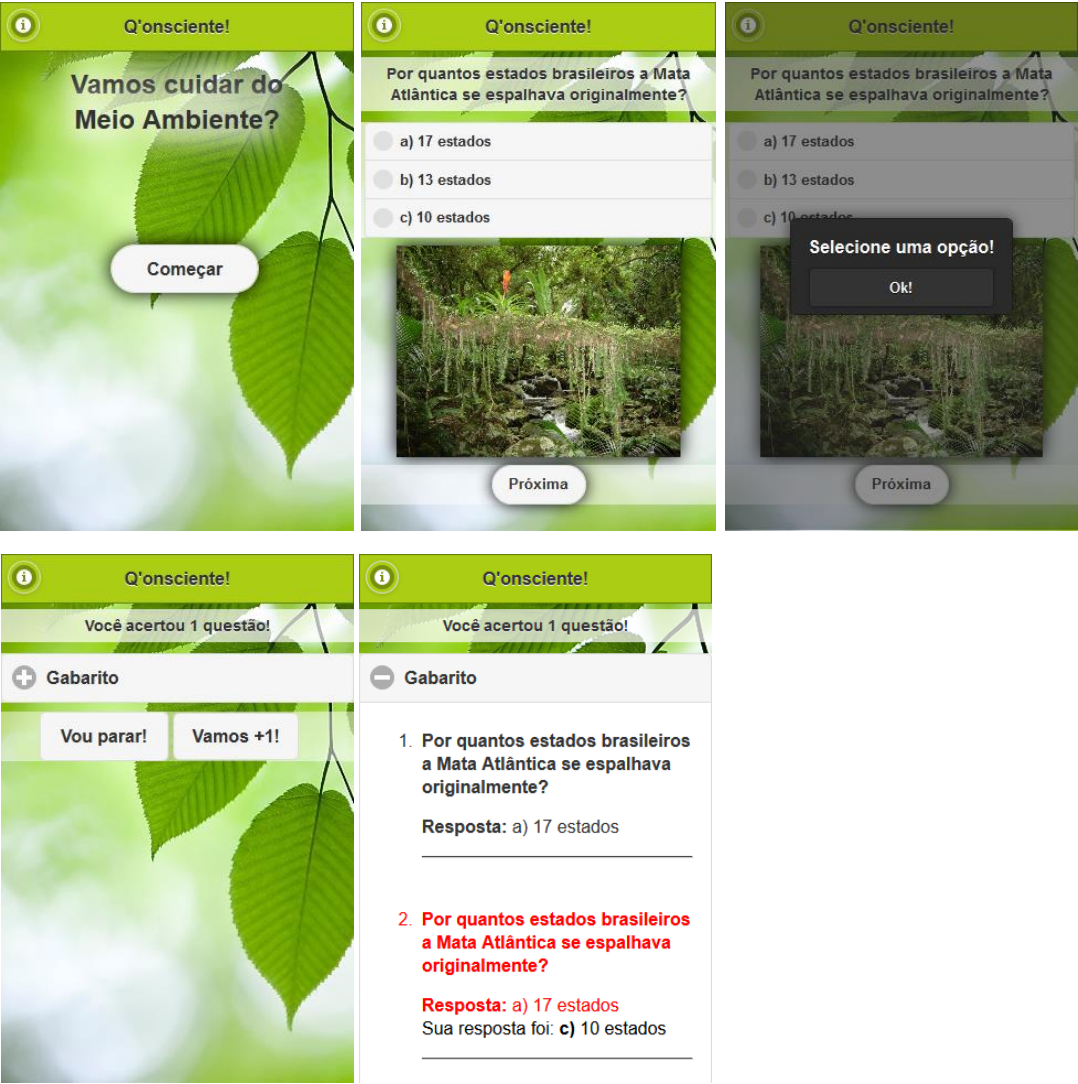 Q'onsciente!
Vamos cuidar do
Meio Ambiente?
Começar
Q'onsciente!
Por quantos estados brasileiros a Mata
Atlântica se espalhava originalmente?
a) 17 estados
b) 13 estados
c) 10 estados
Próxima
Q'onsciente!
Por quantos estados brasileiros a Mata
Atlântica se espalhava originalmente?
a) 17 estados
b) 13 estados
c) 10 estados
Selecione uma opção!
Ok!
Próxima
Q'onsciente!
Você acertou 1 questão!
Gabarito
Vou parar!
Vamos +1!
Q'onsciente!
Você acertou 1 questão!
Gabarito
1. Por quantos estados brasileiros
a Mata Atlântica se espalhava
originalmente?
Resposta: a) 17 estados
2. Por quantos estados brasileiros
a Mata Atlântica se espalhava
originalmente?
Resposta: a) 17 estados
Sua resposta foi: c) 10 estados